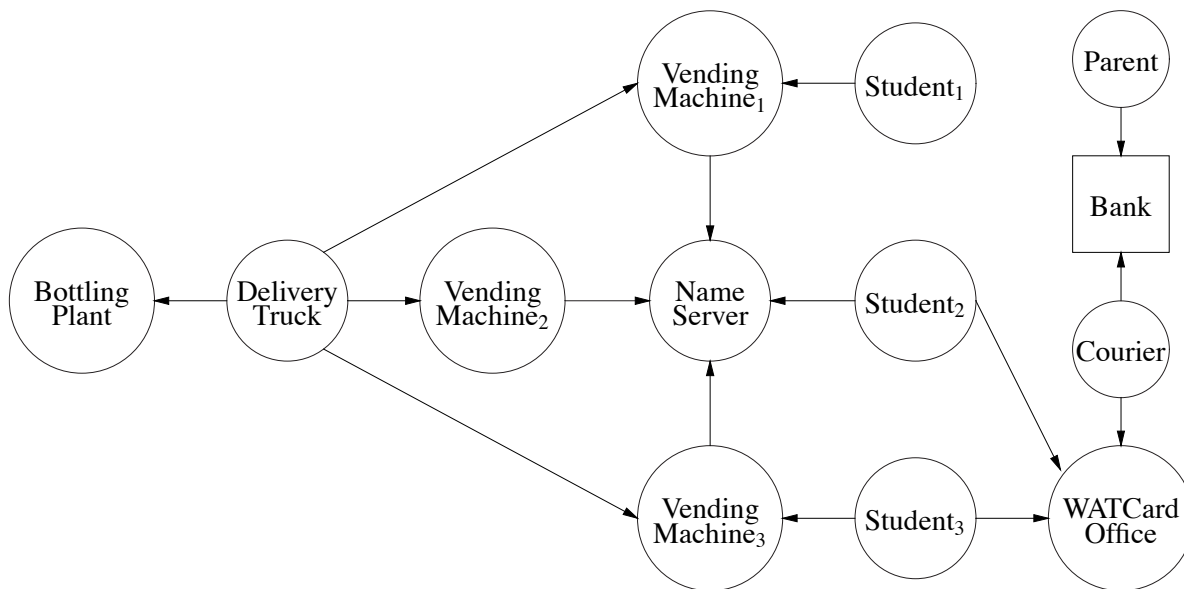 Vending
Machine₁
Student₁
Parent
Bank
Bottling
Plant
Delivery
Truck
Vending
Machine₂
Name
Server
Student₂
Courier
Vending
Machine₃
Student₃
WATCard
Office